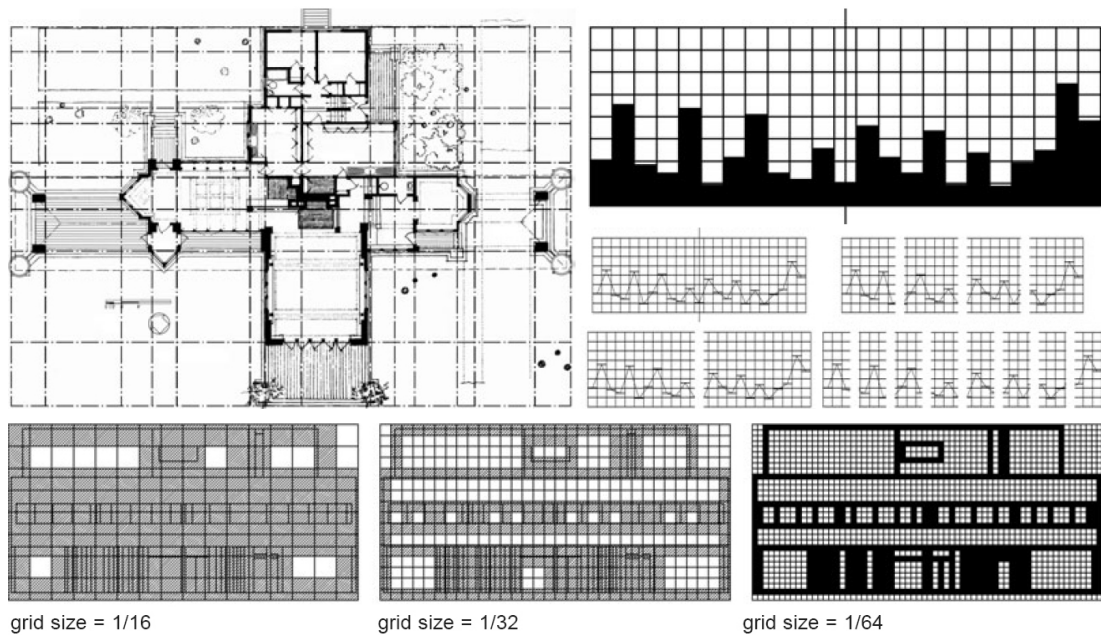 grid size = 1/16
grid size = 1/32
grid size = 1/64